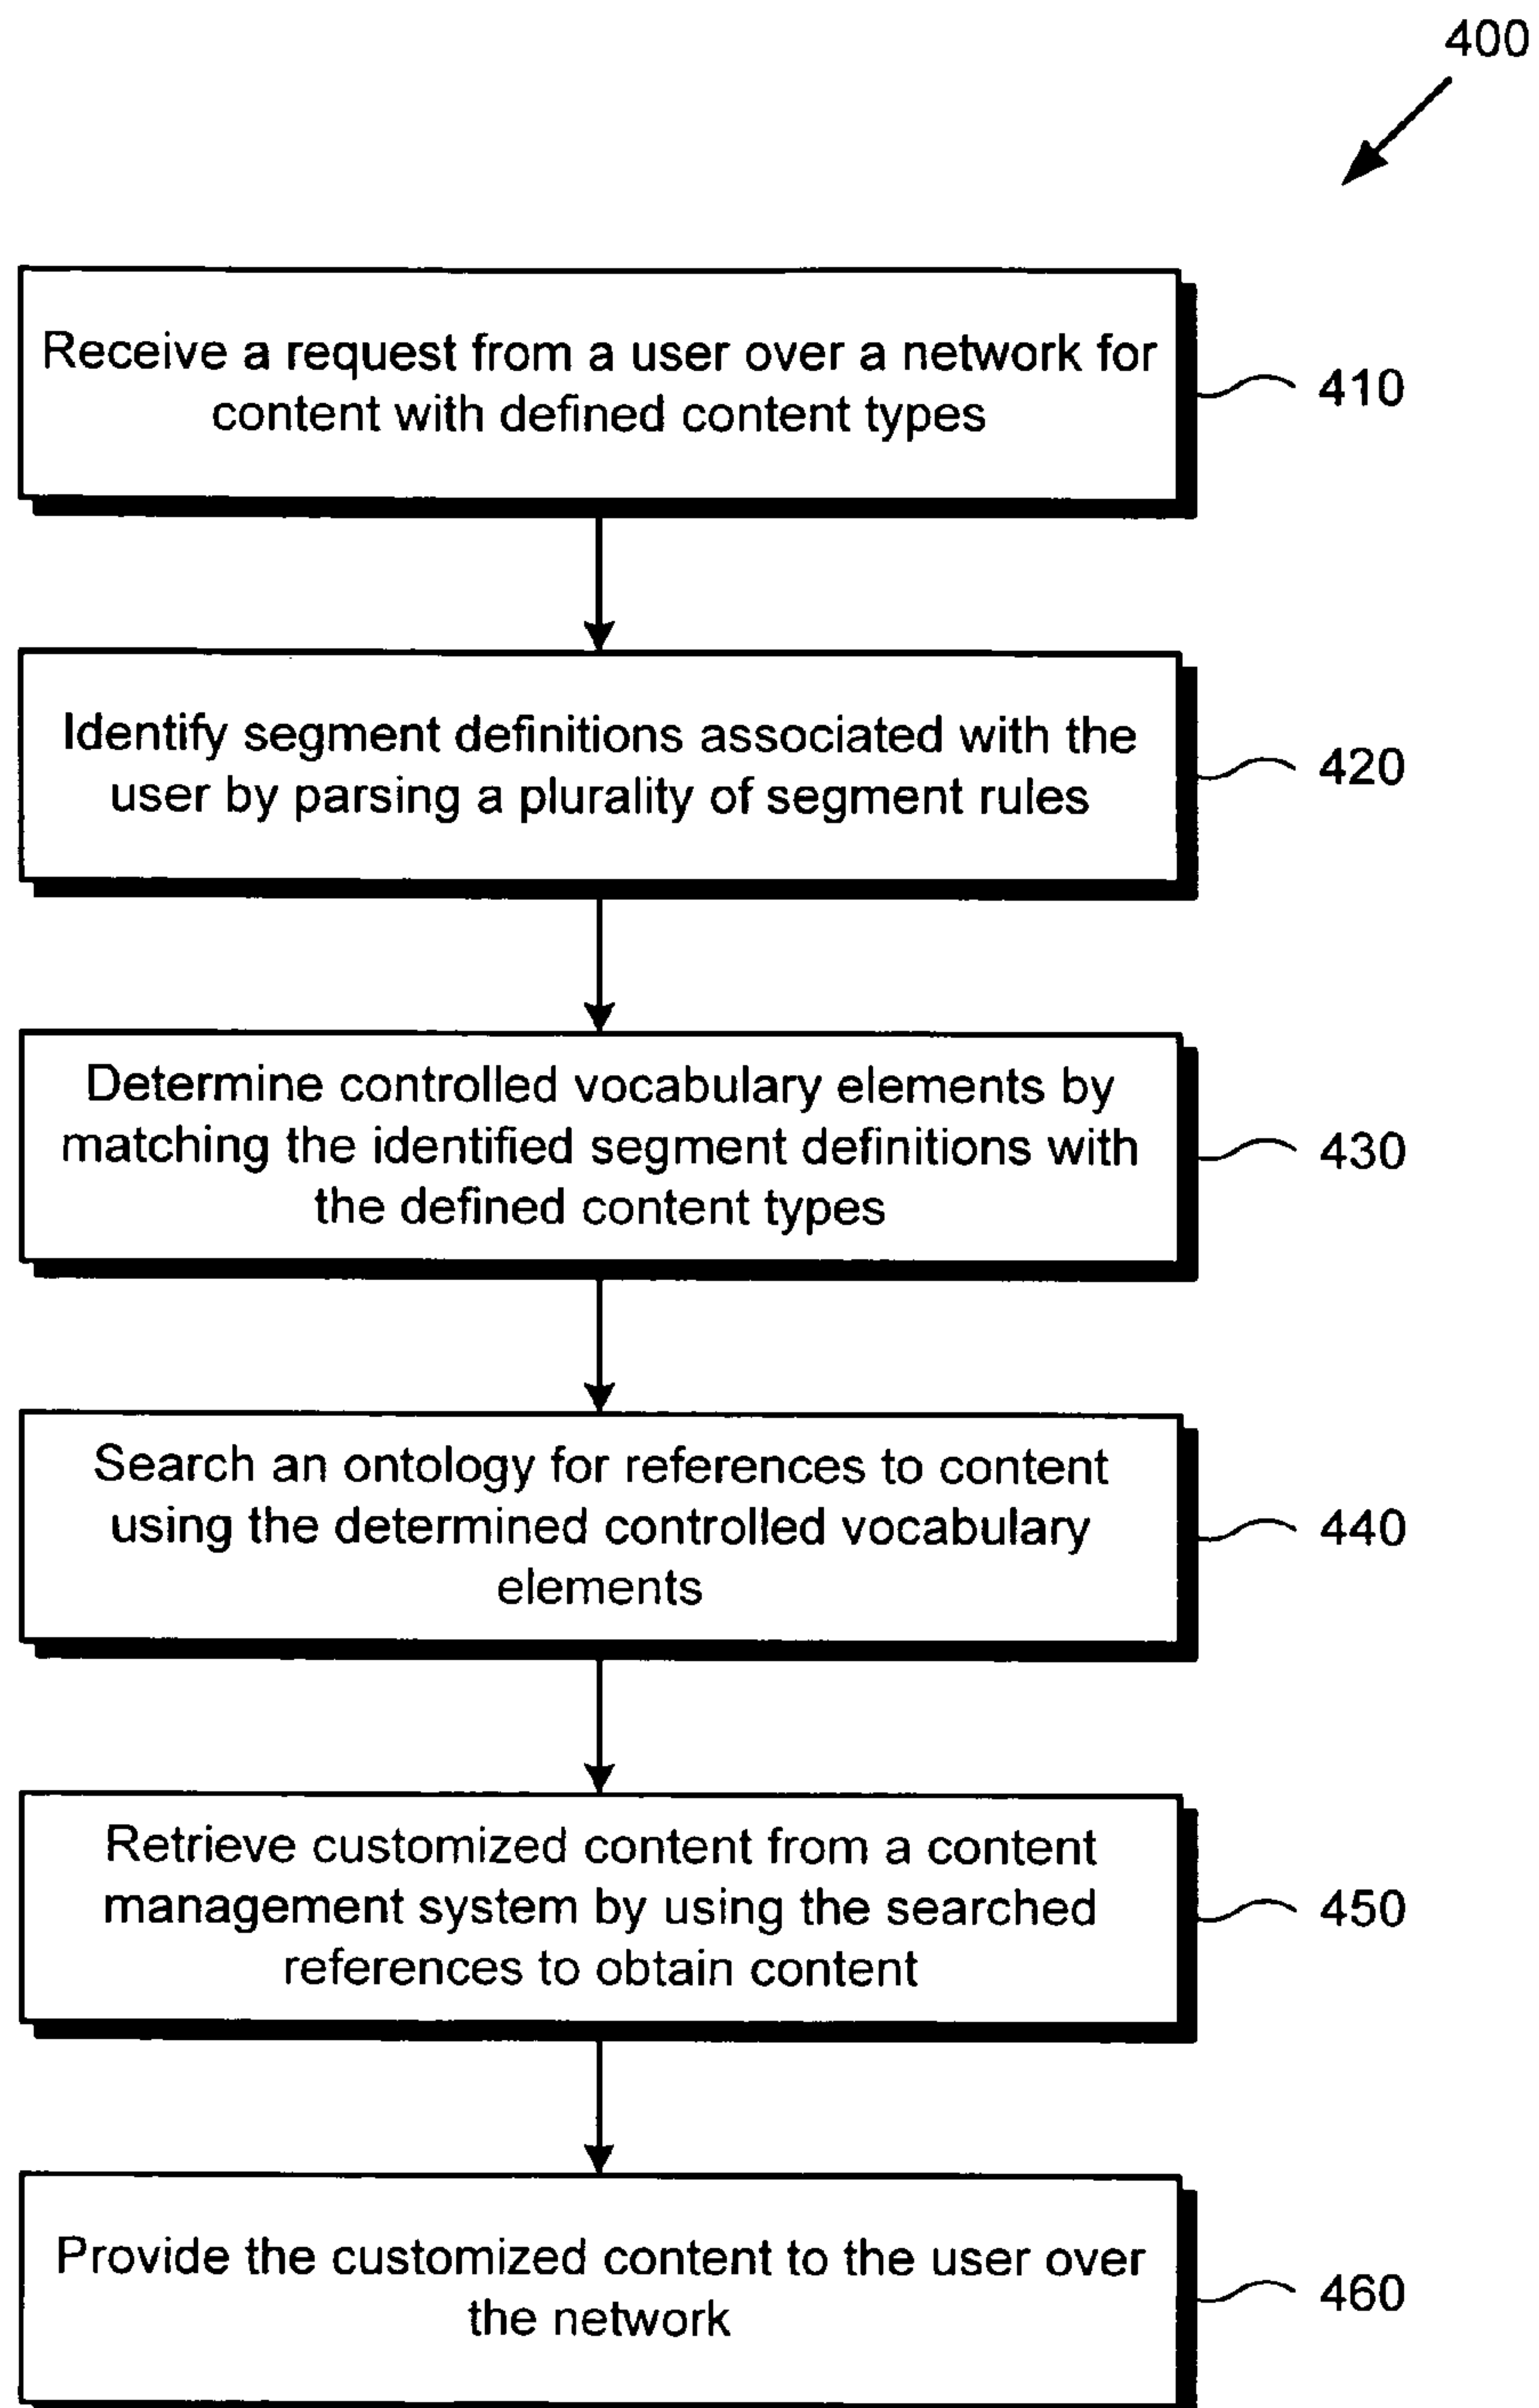 400
Receive a request from a user over a network for
content with defined content types
410
Identify segment definitions associated with the
user by parsing a plurality of segment rules
420
Determine controlled vocabulary elements by
matching the identified segment definitions with
the defined content types
430
Search an ontology for references to content
using the determined controlled vocabulary
elements
440
Retrieve customized content from a content
management system by using the searched
references to obtain content
450
Provide the customized content to the user over
the network
460